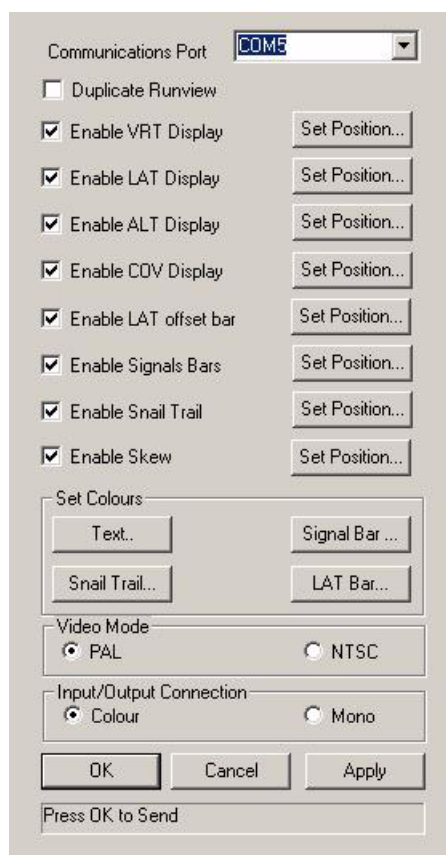 Communications Port COM5
Duplicate Runview
Enable VRT Display Set Position...
Enable LAT Display Set Position...
Enable ALT Display Set Position...
Enable COV Display Set Position...
Enable LAT offset bar Set Position...
Enable Signals Bars Set Position...
Enable Snail Trail Set Position...
Enable Skew Set Position...
Set Colours
Text.. Signal Bar ...
Snail Trail... LAT Bar...
Video Mode
PAL NTSC
Input/Output Connection
Colour Mono
OK Cancel Apply
Press OK to Send